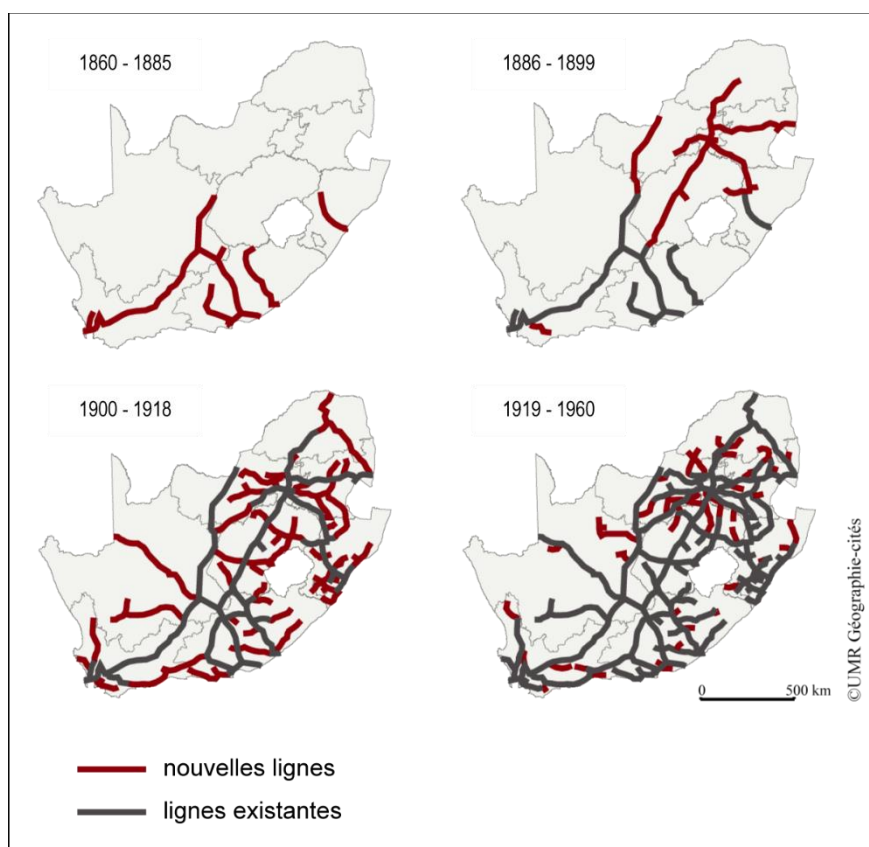 1860 - 1885
1886 - 1899
1900 - 1918
1919 - 1960
0 500 km
©UMR Géographie-cités
nouvelles lignes
lignes existantes